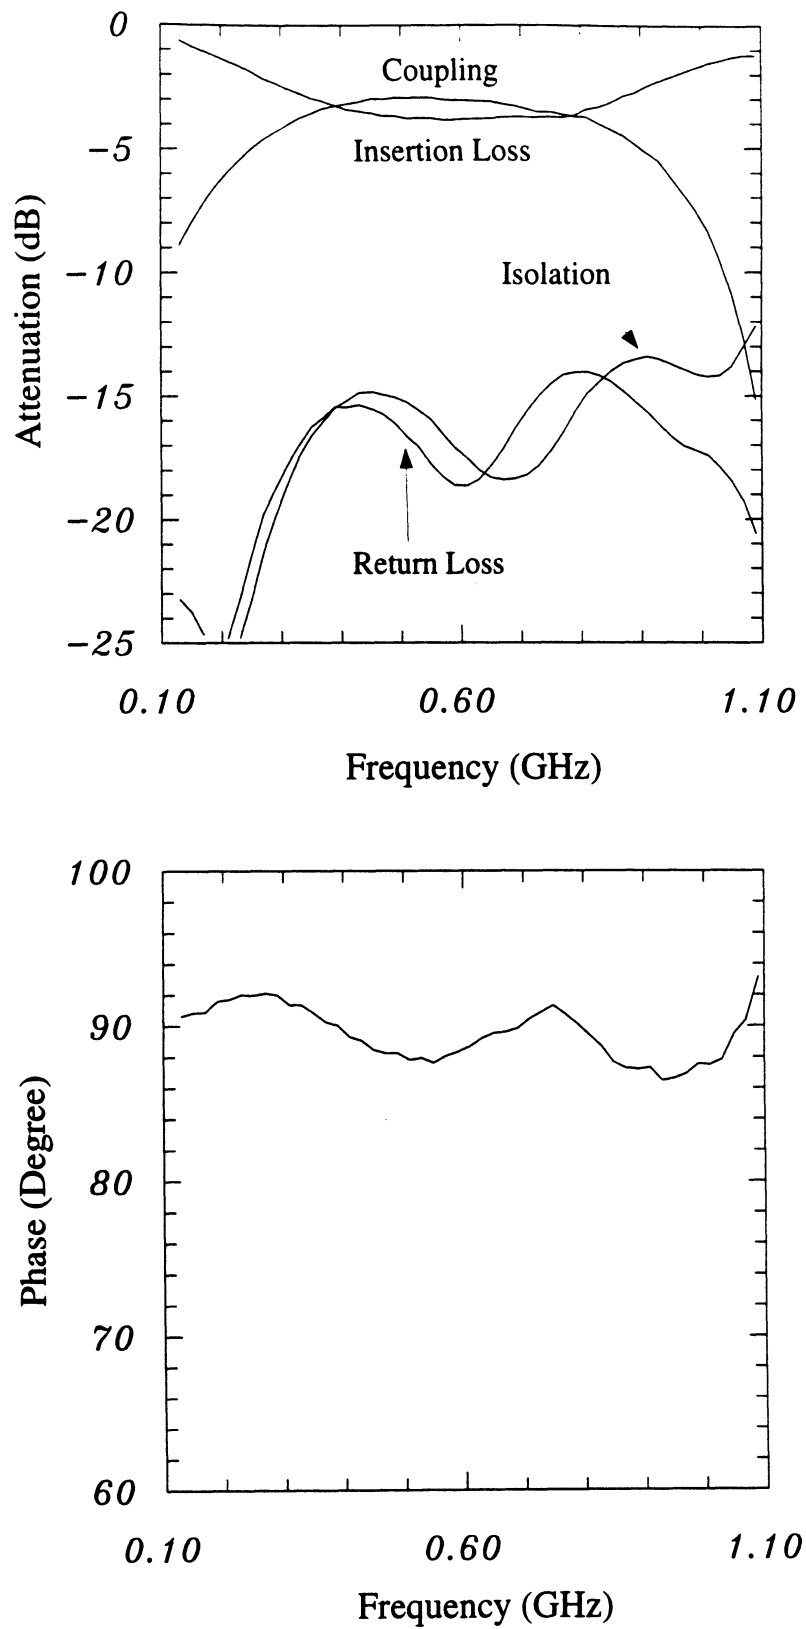 0
Coupling
−5
Insertion Loss
Attenuation (dB)
−10
Isolation
−15
−20
Return Loss
−25
0.10 0.60 1.10
Frequency (GHz)
100
90
Phase (Degree)
80
70
60
0.10 0.60 1.10
Frequency (GHz)